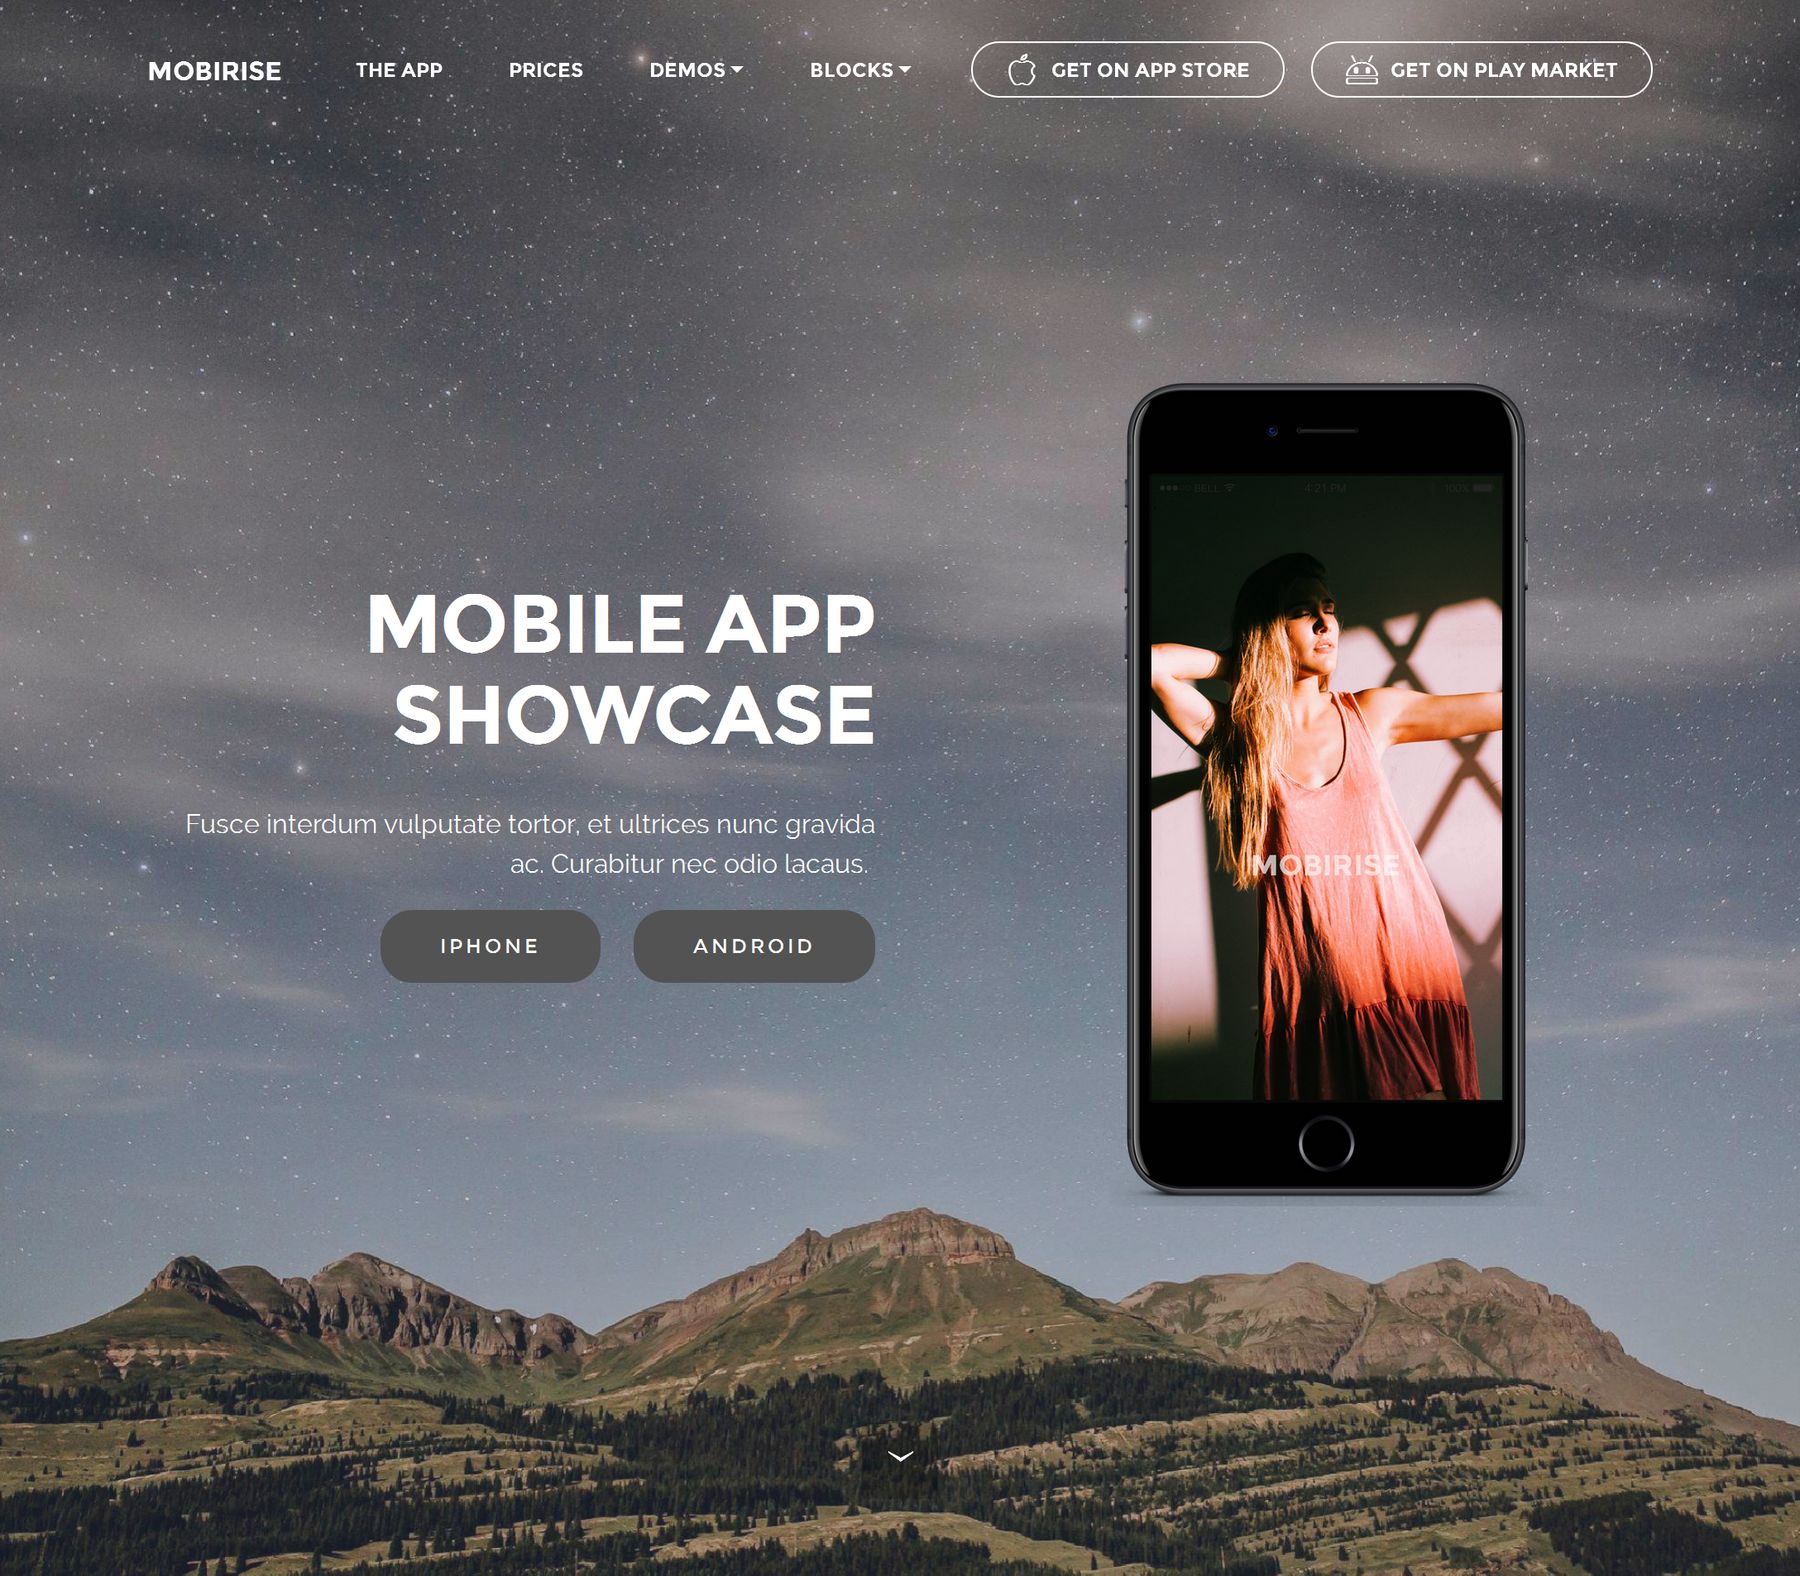 MOBIRISE
THE APP
PRICES
DEMOS
BLOCKS
GET ON APP STORE
GET ON PLAY MARKET
MOBILE APP
SHOWCASE
Fusce interdum vulputate tortor, et ultrices nunc gravida
ac. Curabitur nec odio lacaus.
IPHONE
ANDROID
BELL
4:21 PM
100%
MOBIRISE